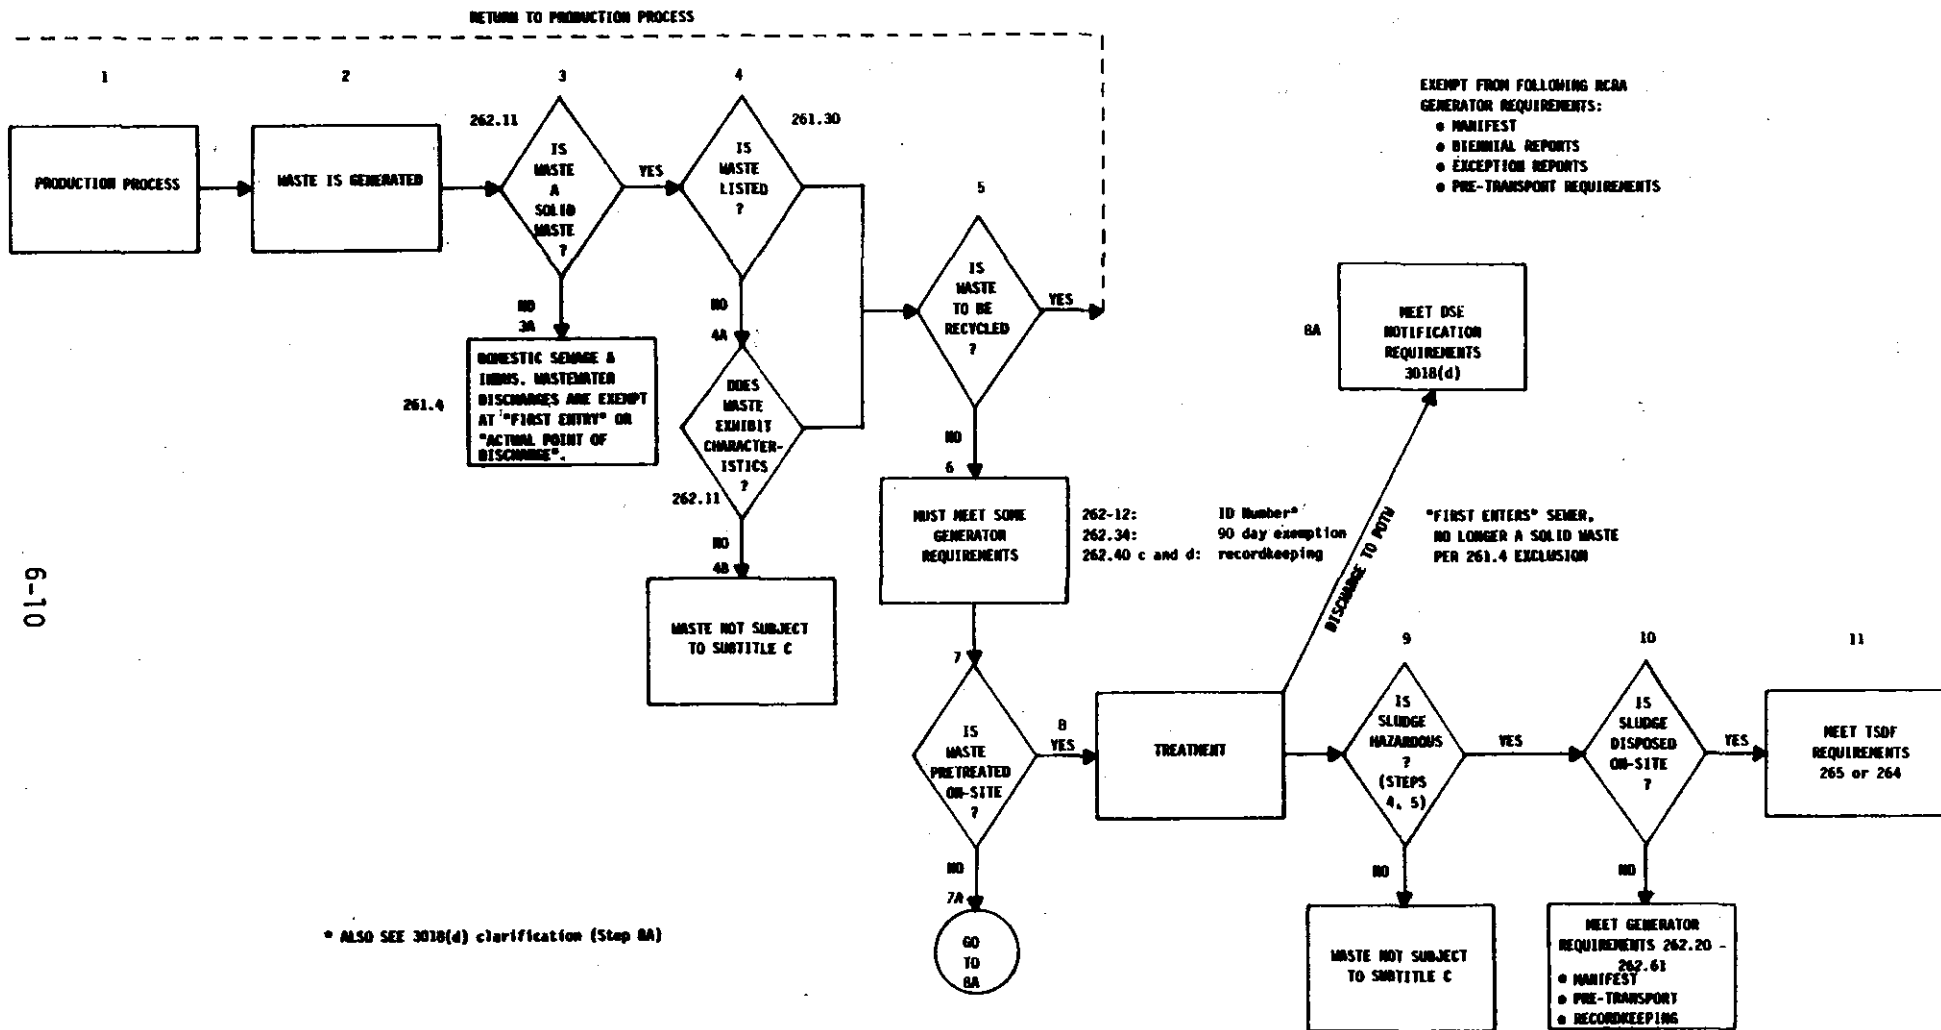 RETURN TO PRODUCTION PROCESS
1
PRODUCTION PROCESS
2
WASTE IS GENERATED
3
262.11
IS
WASTE
A
SOLID
WASTE
?
YES
NO
3A
261.4
DOMESTIC SEWAGE &
INDUS. WASTEWATER
DISCHARGES ARE EXEMPT
AT "FIRST ENTRY" OR
"ACTUAL POINT OF
DISCHARGE".
4
261.30
IS
WASTE
LISTED
?
NO
4A
DOES
WASTE
EXHIBIT
CHARACTER-
ISTICS
?
262.11
NO
4B
WASTE NOT SUBJECT
TO SUBTITLE C
5
IS
WASTE
TO BE
RECYCLED
?
YES
NO
6
MUST MEET SOME
GENERATOR
REQUIREMENTS
262-12: ID Number*
262.34: 90 day exemption
262.40 c and d: recordkeeping
7
IS
WASTE
PRETREATED
ON-SITE
?
8
YES
NO
7A
GO
TO
8A
TREATMENT
DISCHARGE TO POTW
EXEMPT FROM FOLLOWING RCRA
GENERATOR REQUIREMENTS:
● MANIFEST
● BIENNIAL REPORTS
● EXCEPTION REPORTS
● PRE-TRANSPORT REQUIREMENTS
8A
MEET DSE
NOTIFICATION
REQUIREMENTS
3018(d)
"FIRST ENTERS" SEWER,
NO LONGER A SOLID WASTE
PER 261.4 EXCLUSION
9
IS
SLUDGE
HAZARDOUS
?
(STEPS
4, 5)
YES
NO
WASTE NOT SUBJECT
TO SUBTITLE C
10
IS
SLUDGE
DISPOSED
ON-SITE
?
YES
NO
MEET GENERATOR
REQUIREMENTS 262.20 -
262.61
● MANIFEST
● PRE-TRANSPORT
● RECORDKEEPING
11
MEET TSDF
REQUIREMENTS
265 or 264
* ALSO SEE 3018(d) clarification (Step 8A)
6-10